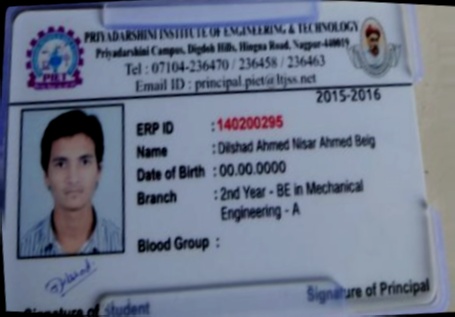 PRIYADARSHINI INSTITUTE OF ENGINEERING & TECHNOLOGY
Priyadarshini Campus, Digdoh Hills, Hingna Road, Nagpur-440019
Tel : 07104-236470 / 236458 / 236463
Email ID : principal.piet@ltjss.net
PIET
2015-2016
ERP ID : 140200295
Name : Dilshad Ahmed Nisar Ahmed Beig
Date of Birth : 00.00.0000
Branch : 2nd Year - BE in Mechanical
Engineering - A
Blood Group :
Signature of student
Signature of Principal